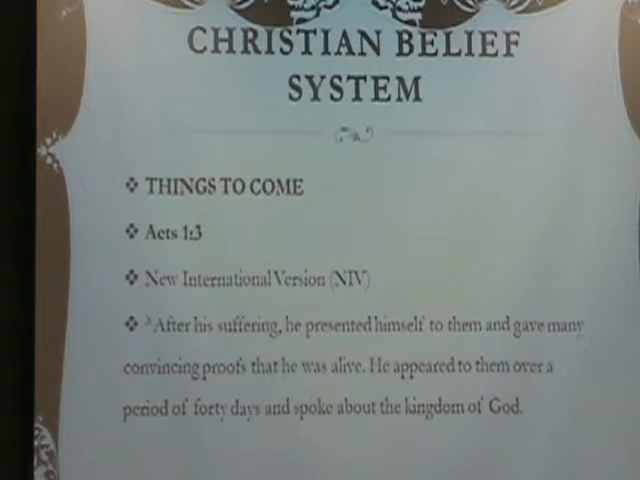 CHRISTIAN BELIEF
SYSTEM
❖ THINGS TO COME
❖ Acts 1:3
❖ New International Version (NIV)
❖ ³ After his suffering, he presented himself to them and gave many
convincing proofs that he was alive. He appeared to them over a
period of forty days and spoke about the kingdom of God.